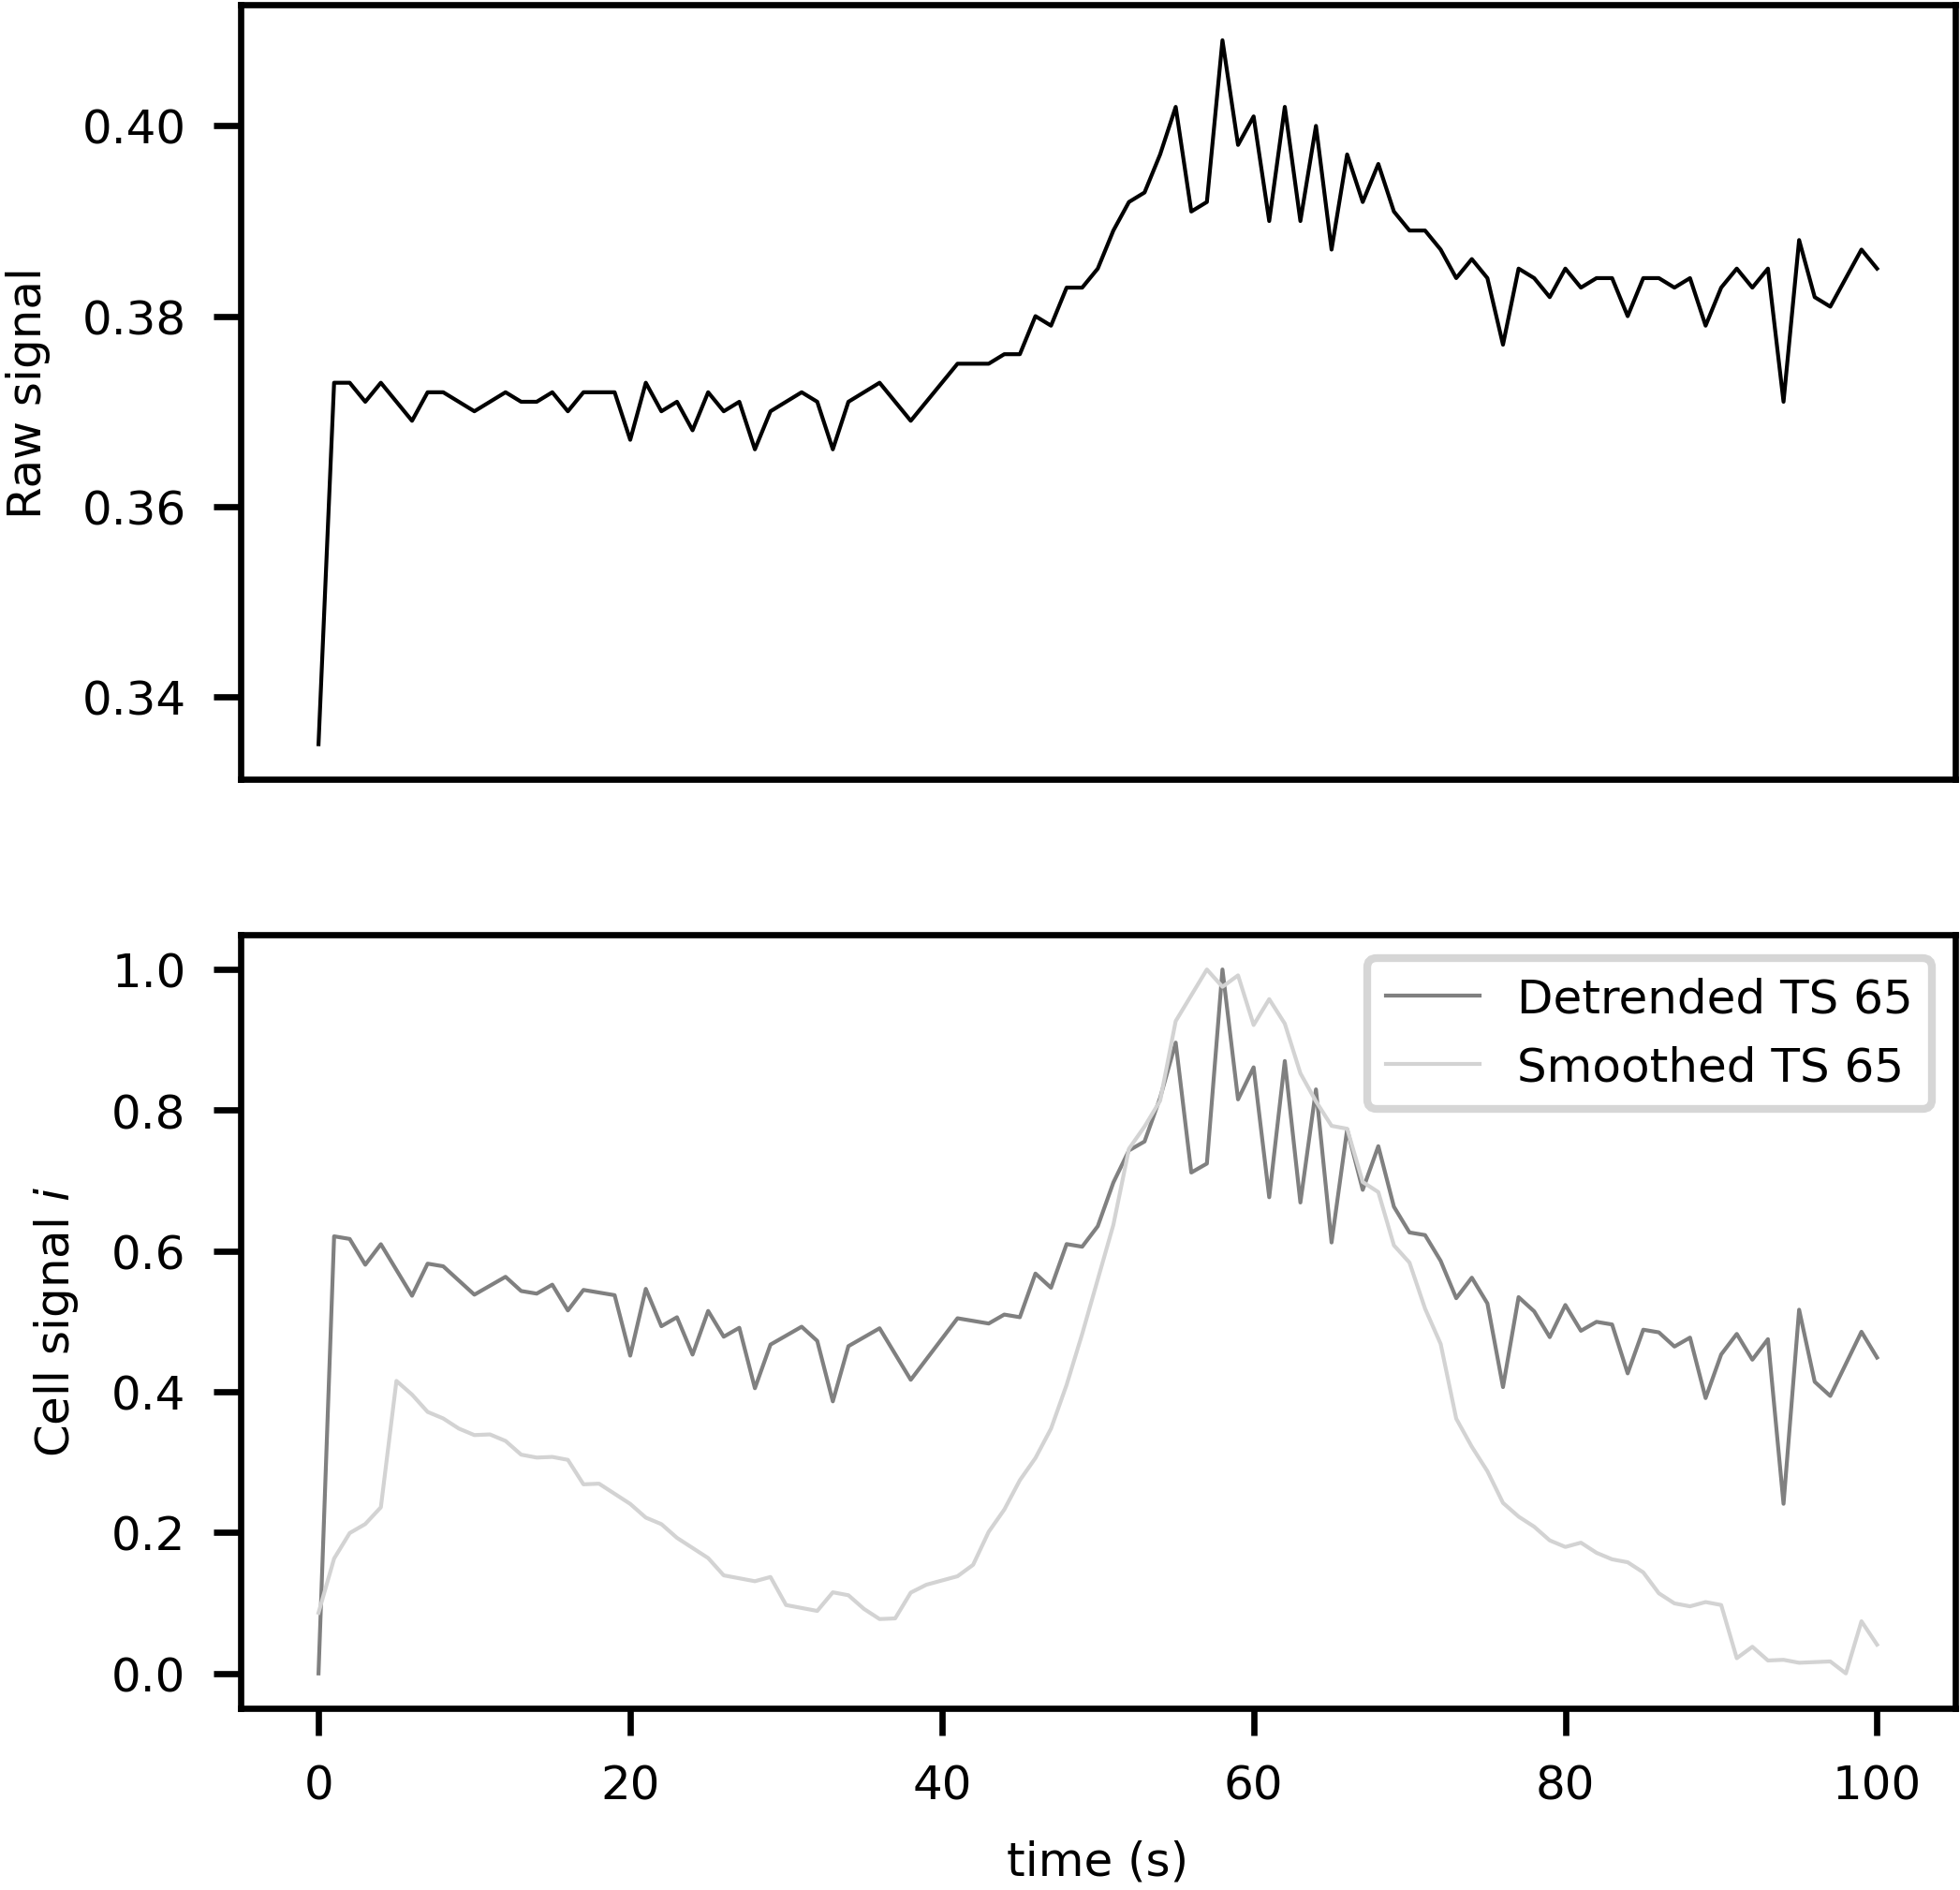 Raw signal
0.40
0.38
0.36
0.34
Cell signal i
1.0
0.8
0.6
0.4
0.2
0.0
Detrended TS 65
Smoothed TS 65
0 20 40 60 80 100
time (s)